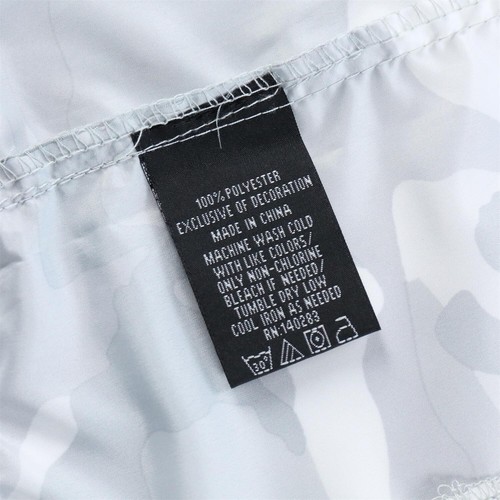 100% POLYESTER
EXCLUSIVE OF DECORATION
MADE IN CHINA
MACHINE WASH COLD
WITH LIKE COLORS/
ONLY NON-CHLORINE
BLEACH IF NEEDED/
TUMBLE DRY LOW
COOL IRON AS NEEDED
RN:140283
30°